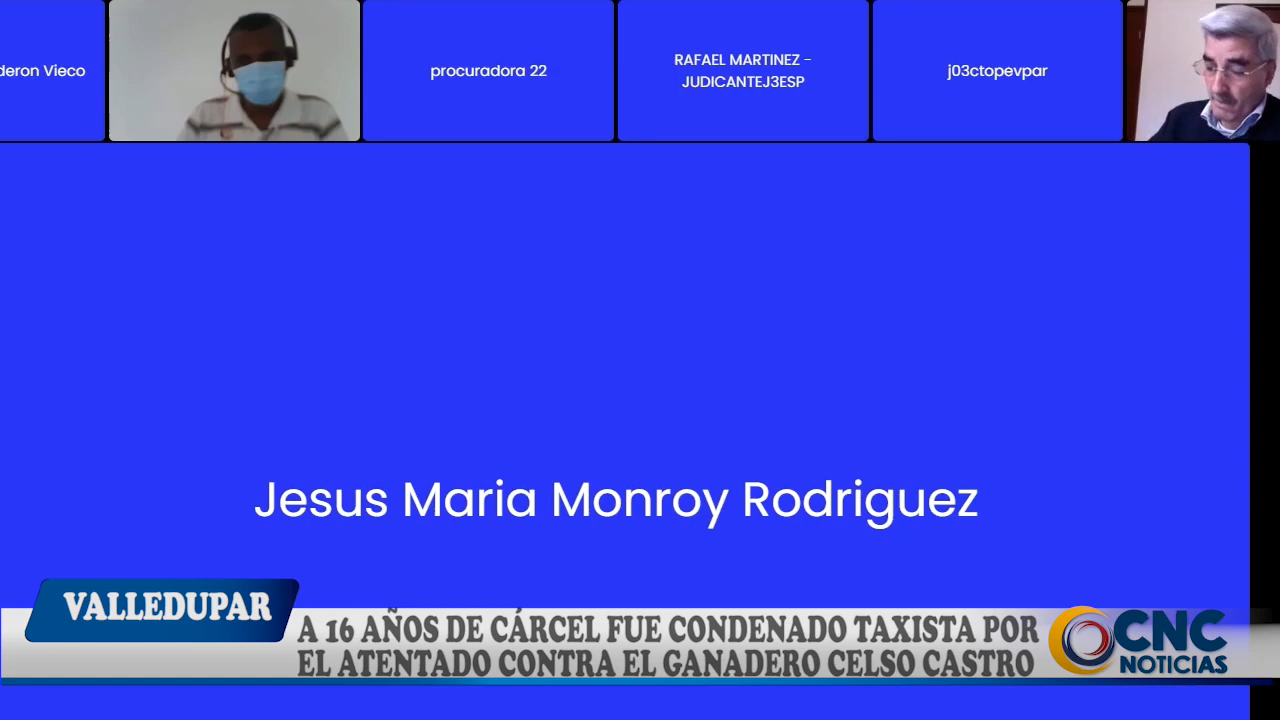 deron Vieco
procuradora 22
RAFAEL MARTINEZ -
JUDICANTEJ3ESP
j03ctopevpar
Jesus Maria Monroy Rodriguez
VALLEDUPAR
A 16 AÑOS DE CÁRCEL FUE CONDENADO TAXISTA POR
EL ATENTADO CONTRA EL GANADERO CELSO CASTRO
CNC
NOTICIAS